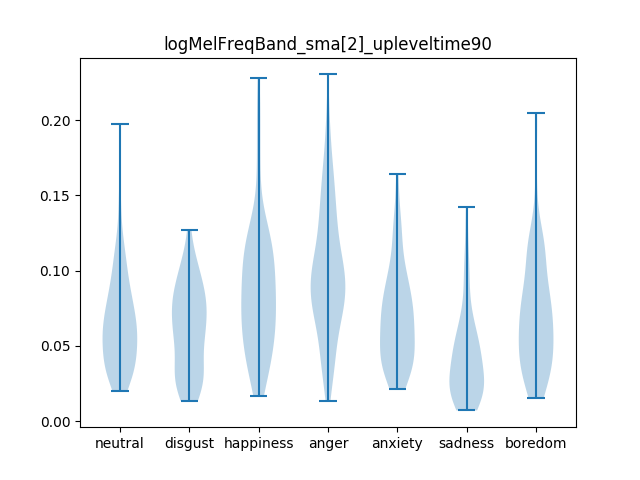 logMelFreqBand_sma[2]_upleveltime90
0.20
0.15
0.10
0.05
0.00
neutral disgust happiness anger anxiety sadness boredom